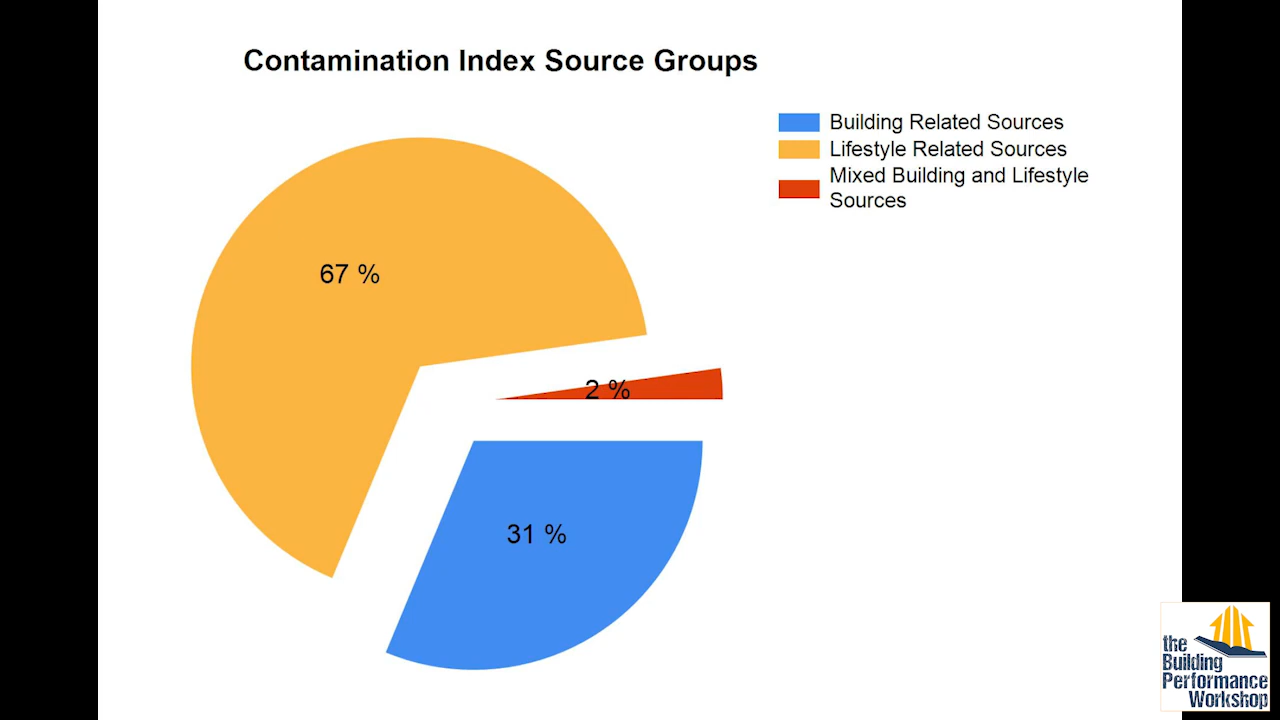 Contamination Index Source Groups
Building Related Sources
Lifestyle Related Sources
Mixed Building and Lifestyle
Sources
67 %
2 %
31 %
the
Building
Performance
Workshop